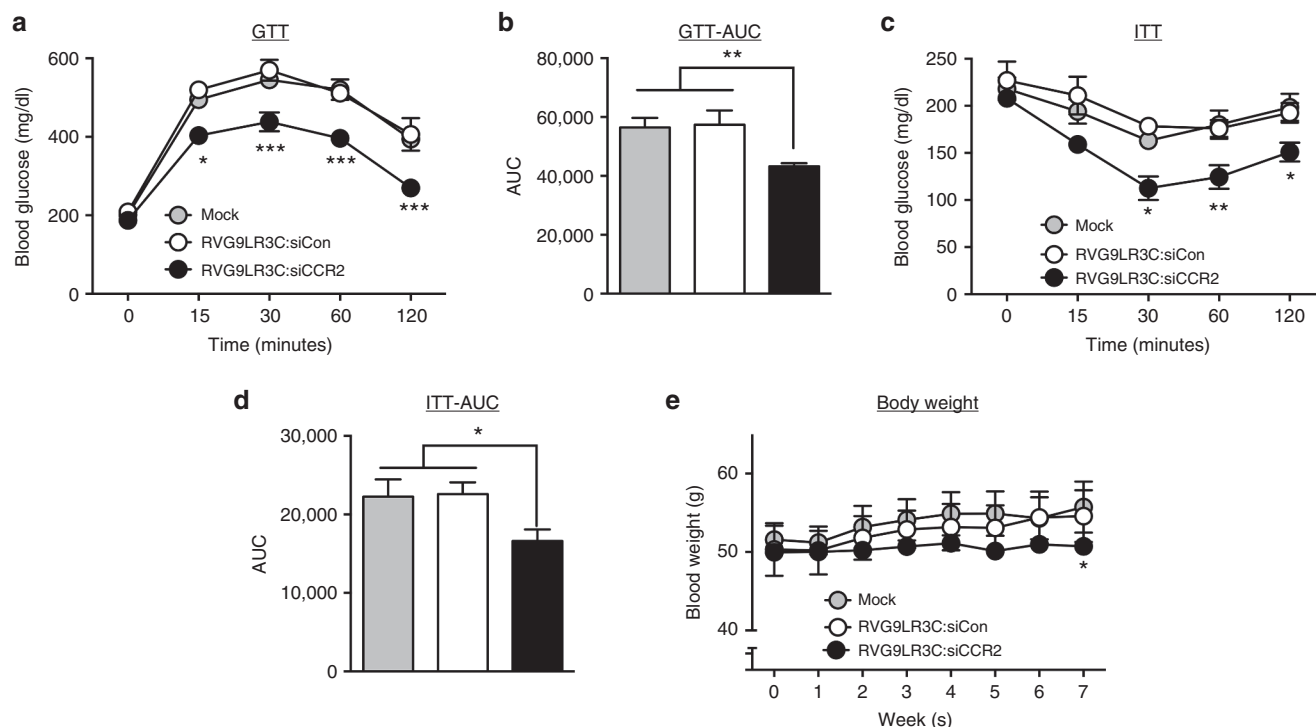 a
GTT
600
400
200
0
Blood glucose (mg/dl)
* *** *** ***
Mock
RVG9LR3C:siCon
RVG9LR3C:siCCR2
0 15 30 60 120
Time (minutes)
b
GTT-AUC
80,000
60,000
40,000
20,000
0
AUC
**
c
ITT
250
200
150
100
50
0
Blood glucose (mg/dl)
* ** *
Mock
RVG9LR3C:siCon
RVG9LR3C:siCCR2
0 15 30 60 120
Time (minutes)
d
ITT-AUC
30,000
20,000
10,000
0
AUC
*
e
Body weight
60
50
40
Blood weight (g)
*
Mock
RVG9LR3C:siCon
RVG9LR3C:siCCR2
0 1 2 3 4 5 6 7
Week (s)